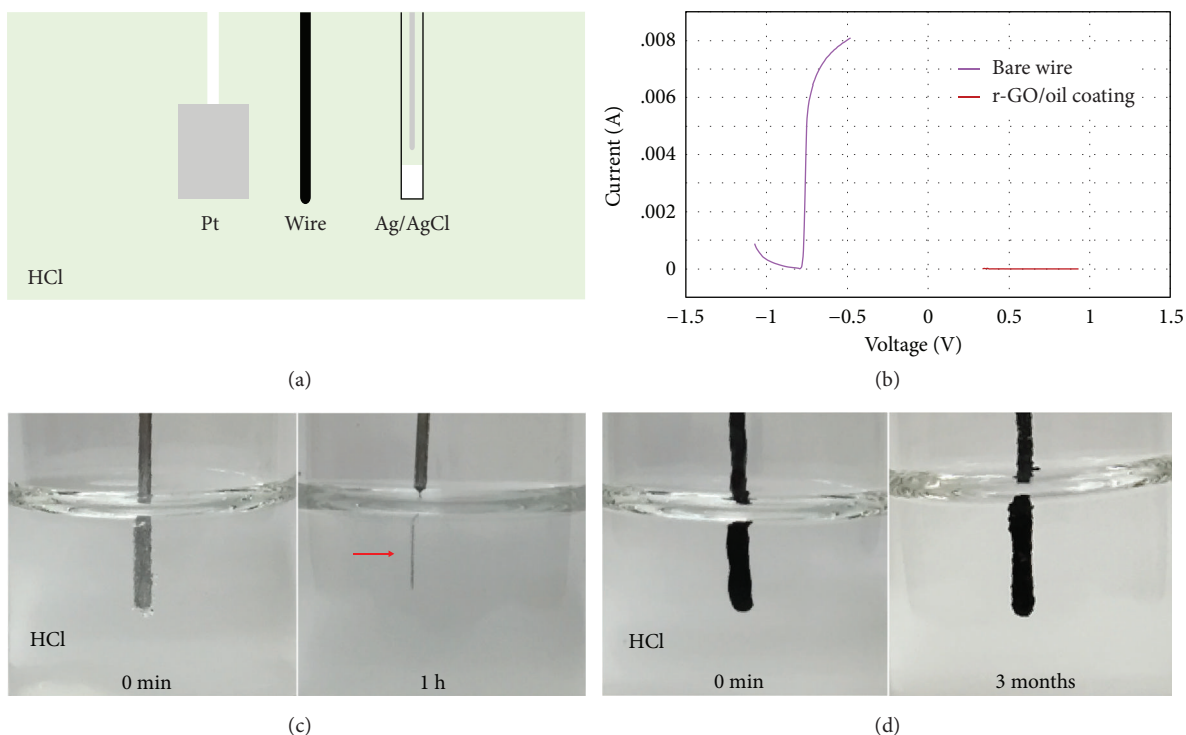 Pt
Wire
Ag/AgCl
HCl
(a)
.008
.006
.004
.002
0
Current (A)
Bare wire
r-GO/oil coating
−1.5
−1
−0.5
0
0.5
1
1.5
Voltage (V)
(b)
HCl
0 min
1 h
(c)
HCl
0 min
3 months
(d)